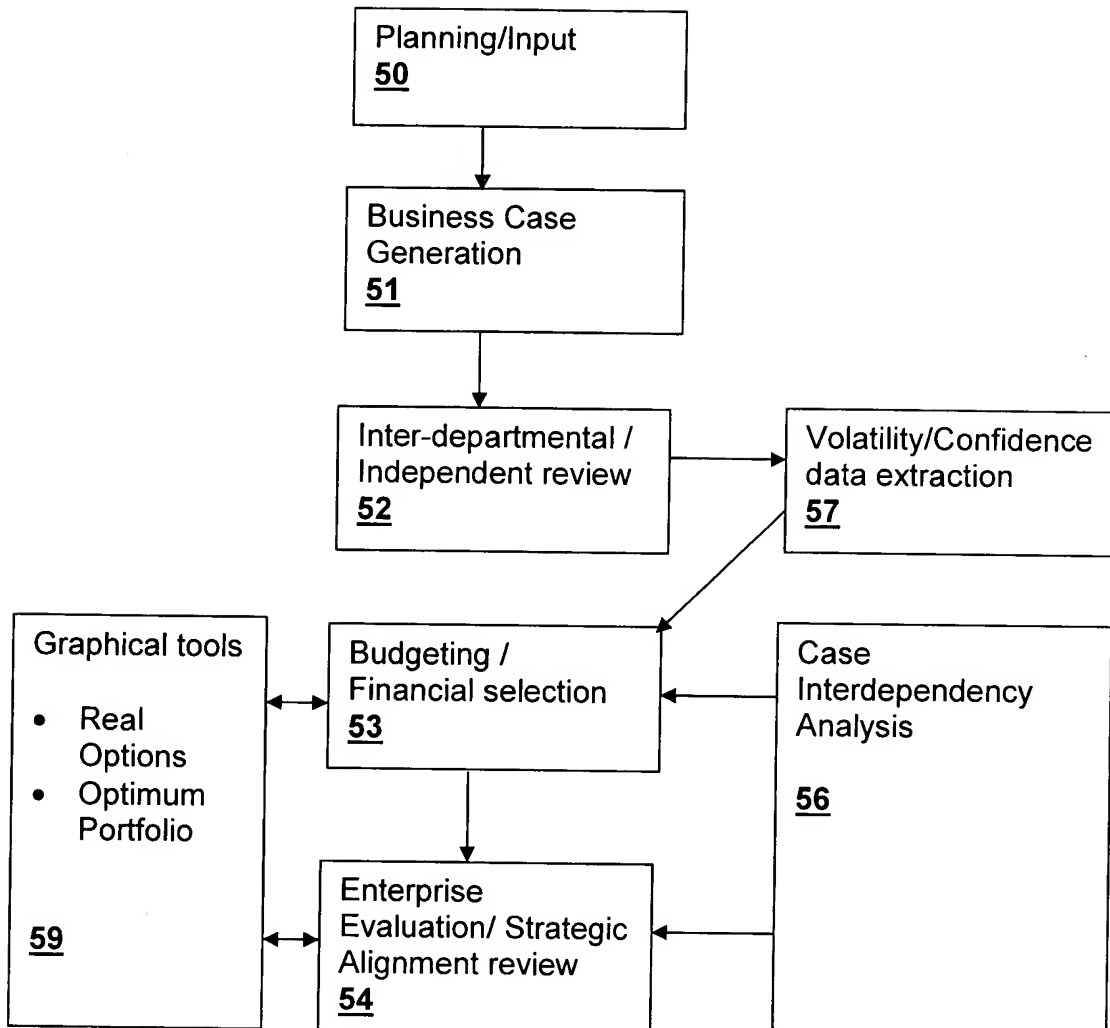 Planning/Input
50
Business Case
Generation
51
Inter-departmental /
Independent review
52
Volatility/Confidence
data extraction
57
Graphical tools
• Real
Options
• Optimum
Portfolio
59
Budgeting /
Financial selection
53
Case
Interdependency
Analysis
56
Enterprise
Evaluation/ Strategic
Alignment review
54